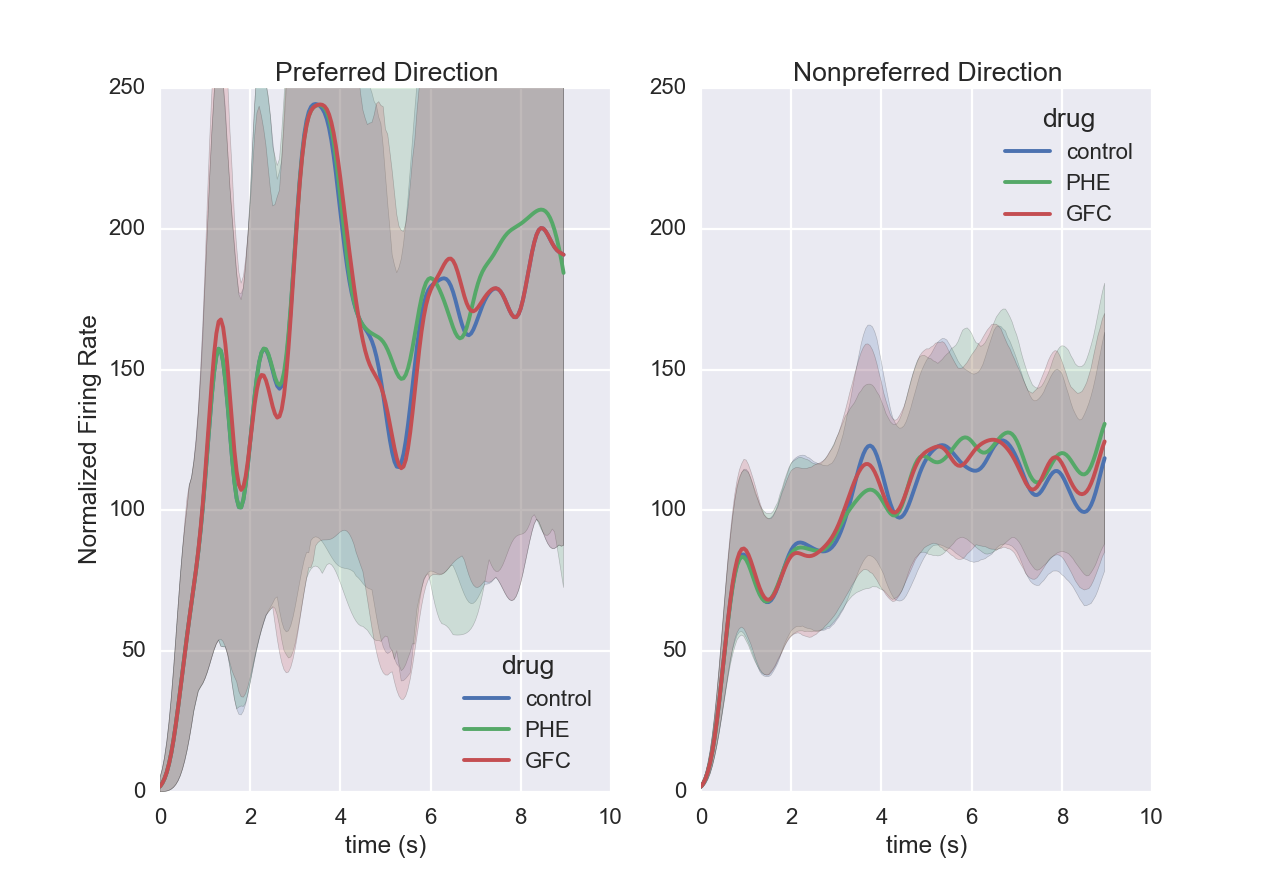 Preferred Direction
Nonpreferred Direction
250
200
150
100
50
0
Normalized Firing Rate
0 2 4 6 8 10
time (s)
drug
control
PHE
GFC
250
200
150
100
50
0
0 2 4 6 8 10
time (s)
drug
control
PHE
GFC